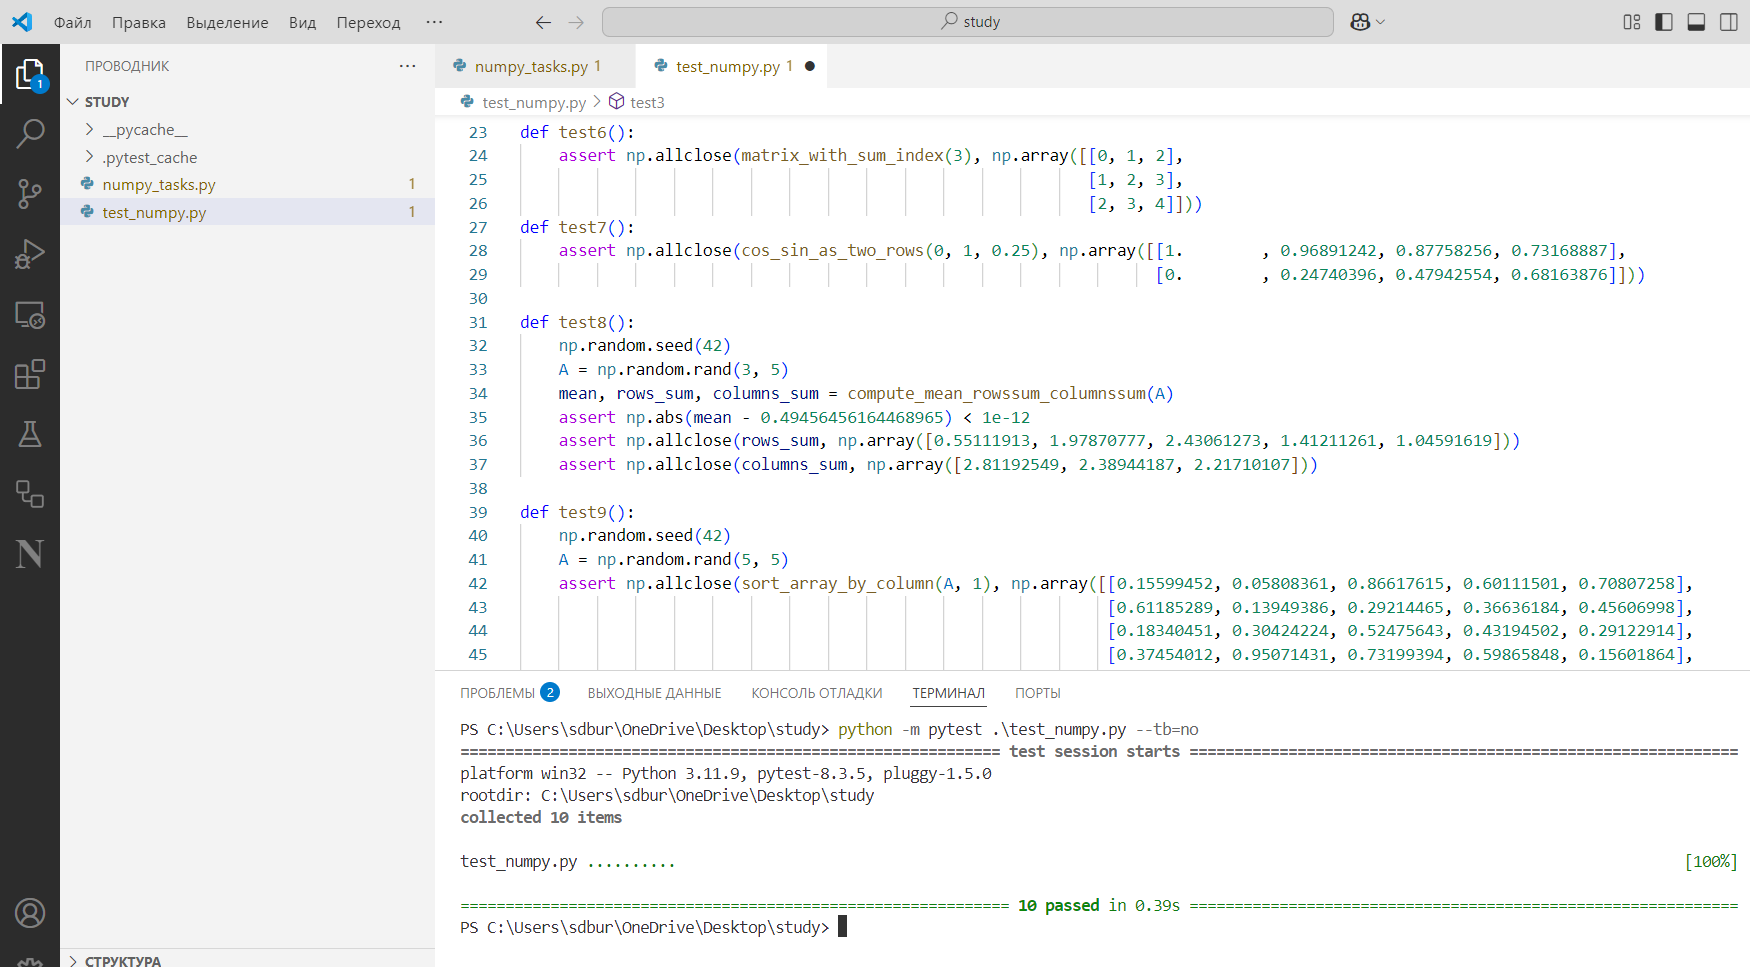 Файл Правка Выделение Вид Переход ··· study
ПРОВОДНИК ···
STUDY
__pycache__
.pytest_cache
numpy_tasks.py 1
test_numpy.py 1
СТРУКТУРА
1
N
numpy_tasks.py 1 test_numpy.py 1
test_numpy.py > test3
23 def test6():
24 assert np.allclose(matrix_with_sum_index(3), np.array([[0, 1, 2],
25 [1, 2, 3],
26 [2, 3, 4]]))
27 def test7():
28 assert np.allclose(cos_sin_as_two_rows(0, 1, 0.25), np.array([[1. , 0.96891242, 0.87758256, 0.73168887],
29 [0. , 0.24740396, 0.47942554, 0.68163876]]))
30
31 def test8():
32 np.random.seed(42)
33 A = np.random.rand(3, 5)
34 mean, rows_sum, columns_sum = compute_mean_rowssum_columnssum(A)
35 assert np.abs(mean - 0.49456456164468965) < 1e-12
36 assert np.allclose(rows_sum, np.array([0.55111913, 1.97870777, 2.43061273, 1.41211261, 1.04591619]))
37 assert np.allclose(columns_sum, np.array([2.81192549, 2.38944187, 2.21710107]))
38
39 def test9():
40 np.random.seed(42)
41 A = np.random.rand(5, 5)
42 assert np.allclose(sort_array_by_column(A, 1), np.array([[0.15599452, 0.05808361, 0.86617615, 0.60111501, 0.70807258],
43 [0.61185289, 0.13949386, 0.29214465, 0.36636184, 0.45606998],
44 [0.18340451, 0.30424224, 0.52475643, 0.43194502, 0.29122914],
45 [0.37454012, 0.95071431, 0.73199394, 0.59865848, 0.15601864],
ПРОБЛЕМЫ 2 ВЫХОДНЫЕ ДАННЫЕ КОНСОЛЬ ОТЛАДКИ ТЕРМИНАЛ ПОРТЫ
PS C:\Users\sdbur\OneDrive\Desktop\study> python -m pytest .\test_numpy.py --tb=no
============================================================ test session starts =============================================================
platform win32 -- Python 3.11.9, pytest-8.3.5, pluggy-1.5.0
rootdir: C:\Users\sdbur\OneDrive\Desktop\study
collected 10 items
test_numpy.py .......... [100%]
============================================================= 10 passed in 0.39s =============================================================
PS C:\Users\sdbur\OneDrive\Desktop\study>